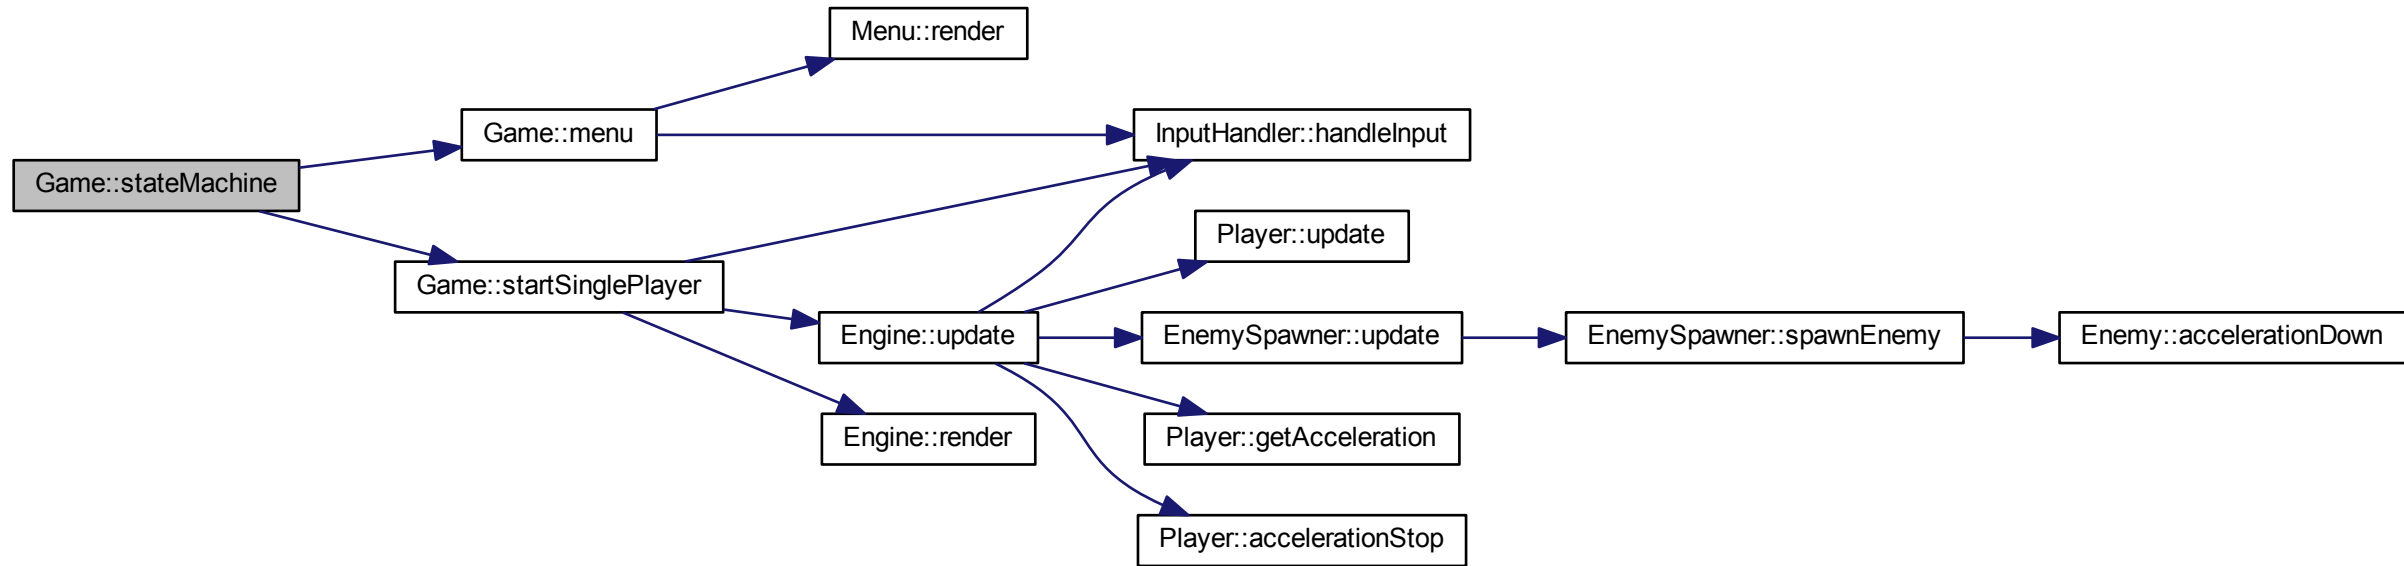 Menu::render
Game::menu
InputHandler::handleInput
Game::stateMachine
Player::update
Game::startSinglePlayer
Engine::update
EnemySpawner::update
EnemySpawner::spawnEnemy
Enemy::accelerationDown
Engine::render
Player::getAcceleration
Player::accelerationStop